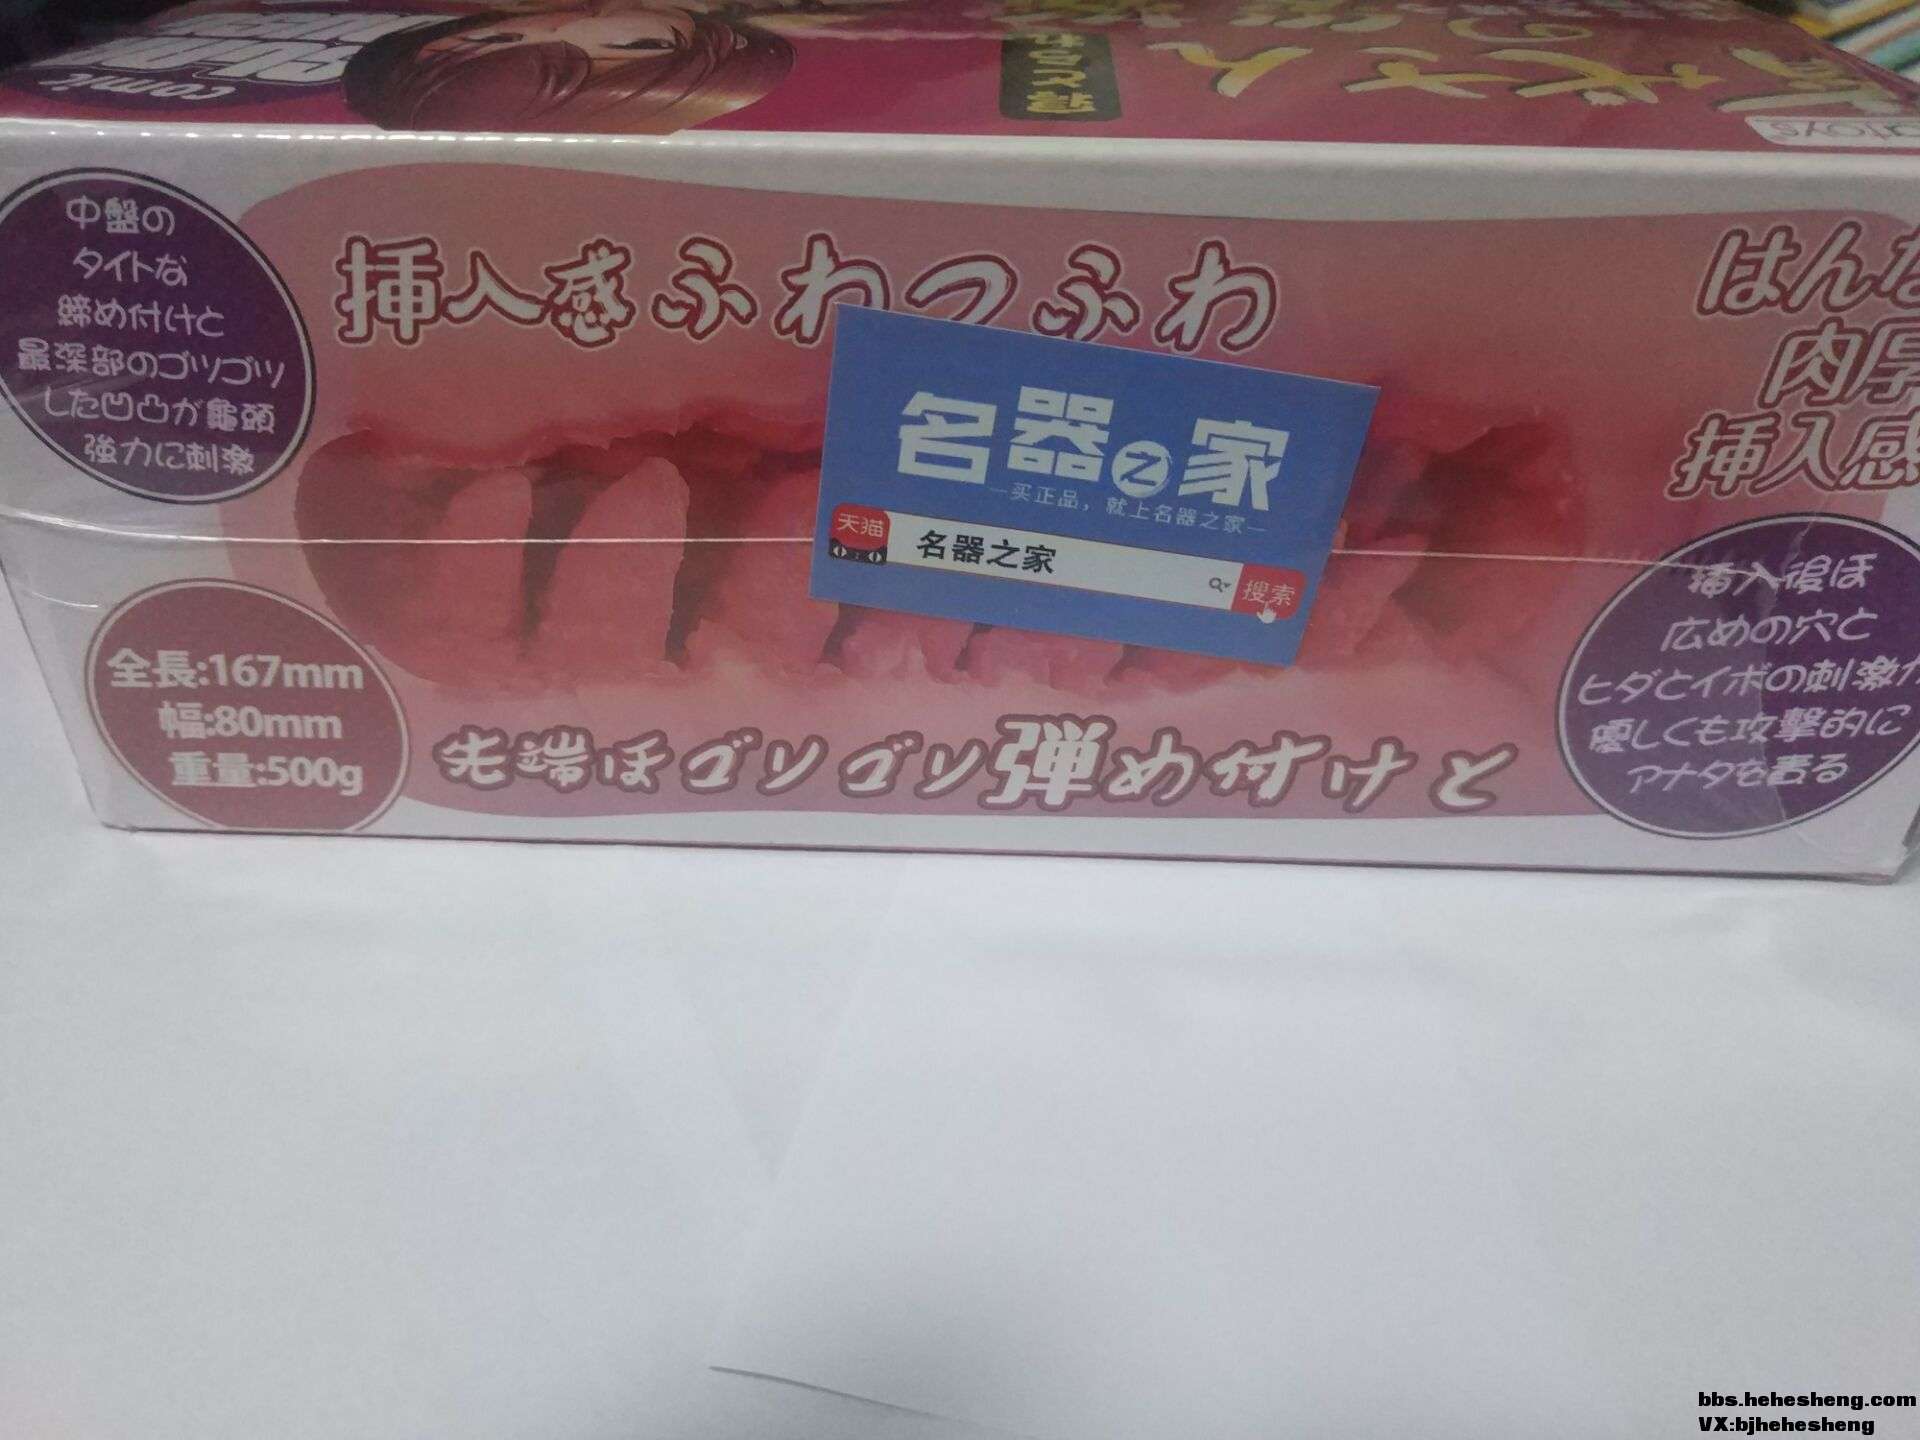 comic
atoys
中盤の
タイトな
締め付けと
最深部のゴツゴツ
した凹凸が亀頭
強力に刺激
挿入感ふわっふわ
はんな
肉厚
挿入感
名器之家
—买正品，就上名器之家—
天猫
名器之家
搜索
全長:167mm
幅:80mm
重量:500g
先端はゴリゴリ弾め付けと
挿入後は
広めの穴と
ヒダとイボの刺激が
優しくも攻撃的に
アナタを責る
bbs.hehesheng.com
VX:bjhehesheng